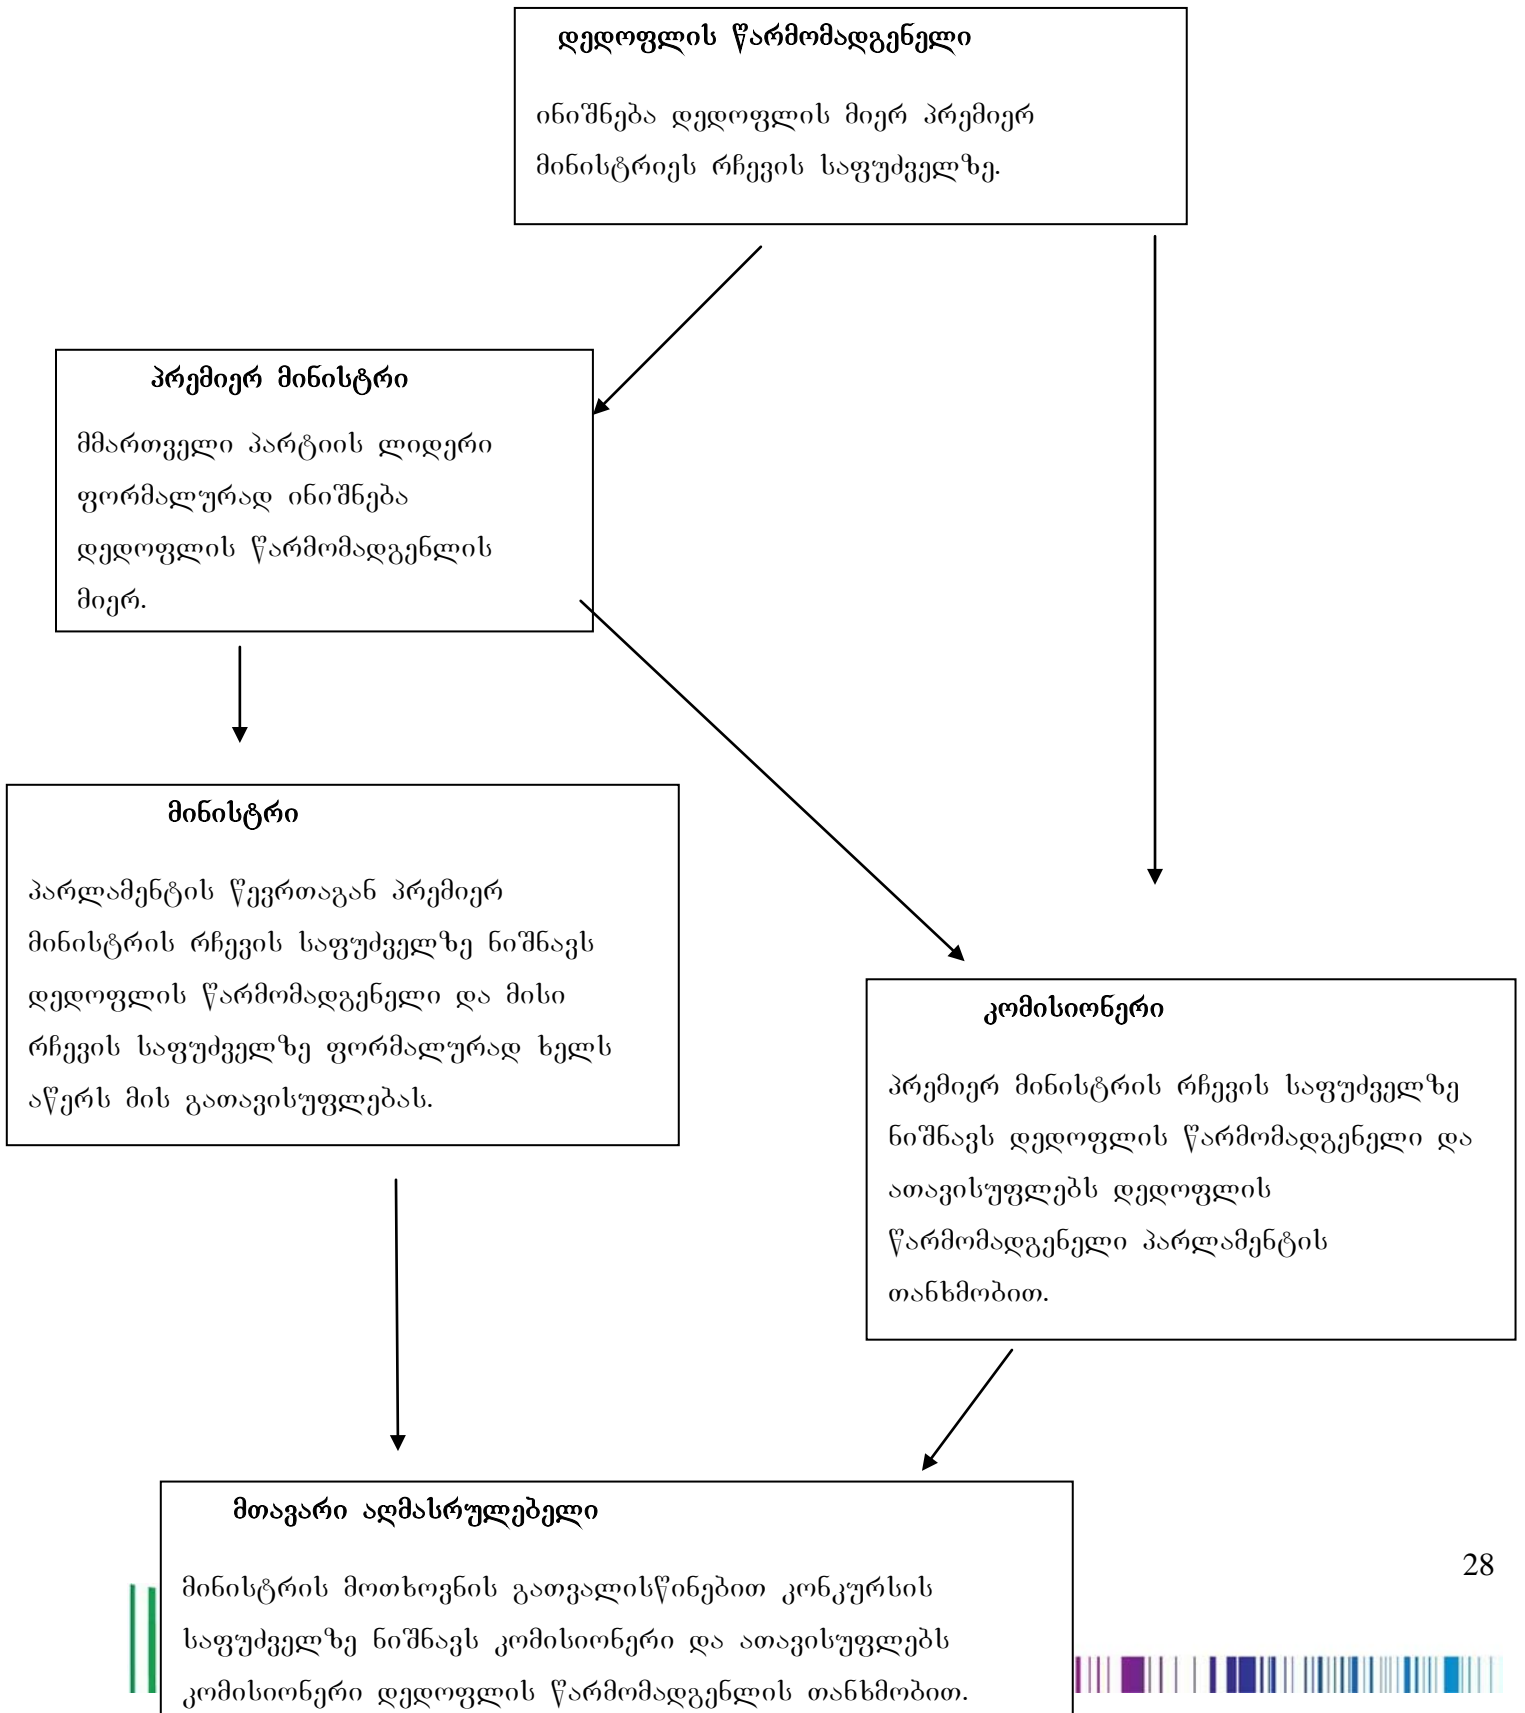 დედოფლის წარმომადგენელი
ინიშნება დედოფლის მიერ პრემიერ
მინისტრიეს რჩევის საფუძველზე.
პრემიერ მინისტრი
მმართველი პარტიის ლიდერი
ფორმალურად ინიშნება
დედოფლის წარმომადგენლის
მიერ.
მინისტრი
პარლამენტის წევრთაგან პრემიერ
მინისტრის რჩევის საფუძველზე ნიშნავს
დედოფლის წარმომადგენელი და მისი
რჩევის საფუძველზე ფორმალურად ხელს
აწერს მის გათავისუფლებას.
კომისიონერი
პრემიერ მინისტრის რჩევის საფუძველზე
ნიშნავს დედოფლის წარმომადგენელი და
ათავისუფლებს დედოფლის
წარმომადგენელი პარლამენტის
თანხმობით.
მთავარი აღმასრულებელი
მინისტრის მოთხოვნის გათვალისწინებით კონკურსის
საფუძველზე ნიშნავს კომისიონერი და ათავისუფლებს
კომისიონერი დედოფლის წარმომადგენლის თანხმობით.
28